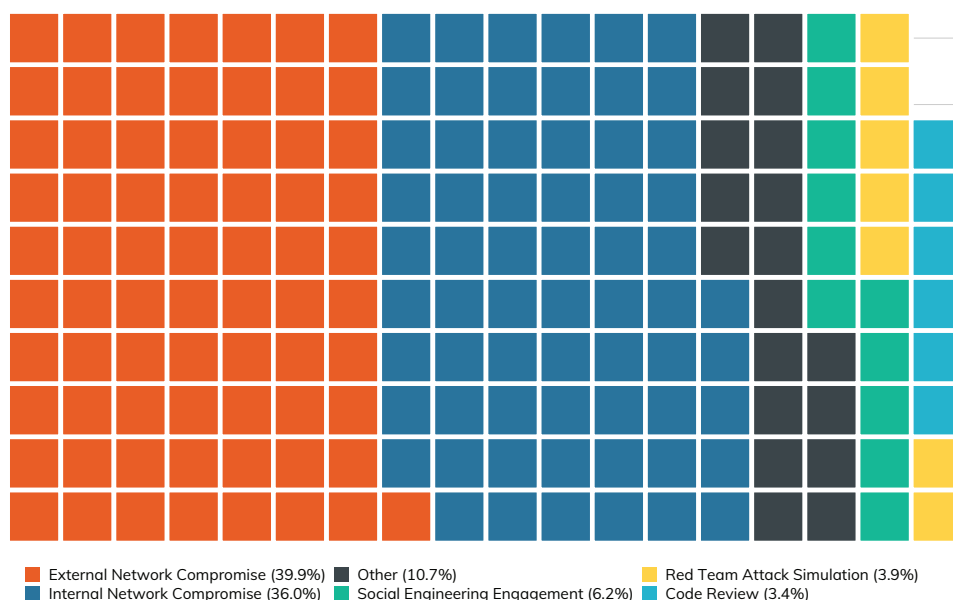 External Network Compromise (39.9%) Other (10.7%) Red Team Attack Simulation (3.9%)
Internal Network Compromise (36.0%) Social Engineering Engagement (6.2%) Code Review (3.4%)